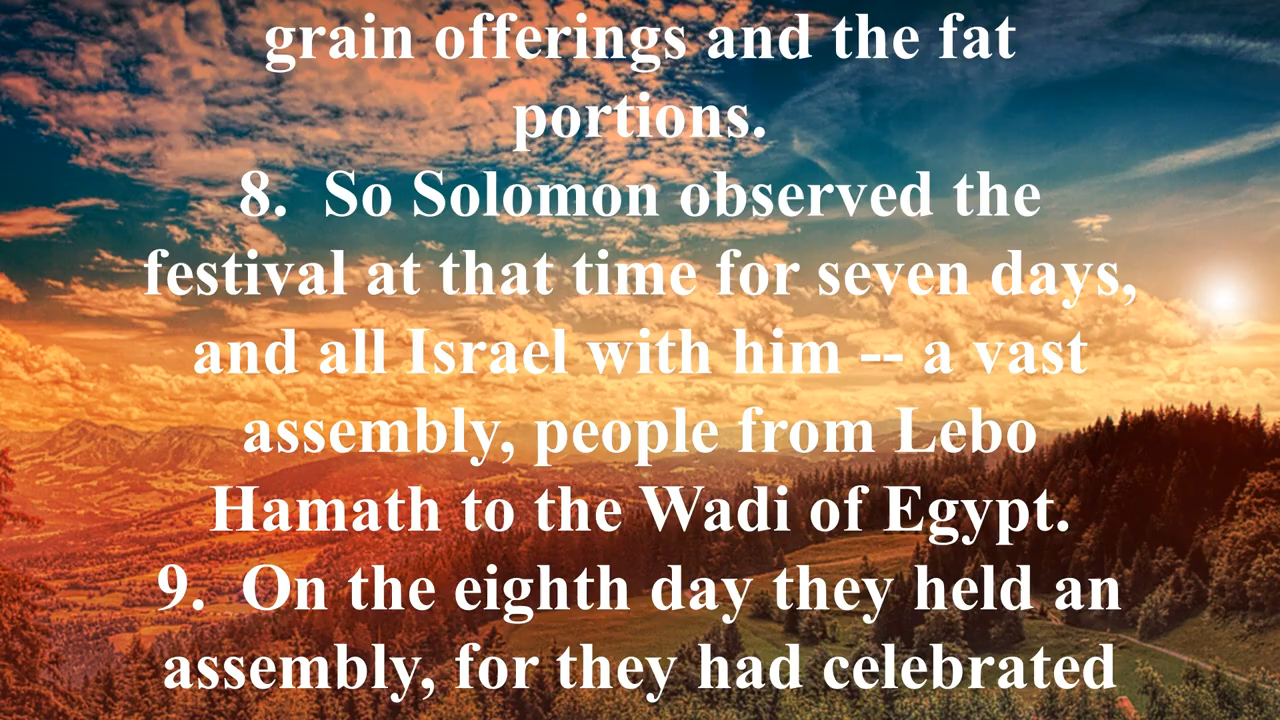 grain offerings and the fat
portions.
8.  So Solomon observed the
festival at that time for seven days,
and all Israel with him -- a vast
assembly, people from Lebo
Hamath to the Wadi of Egypt.
9.  On the eighth day they held an
assembly, for they had celebrated